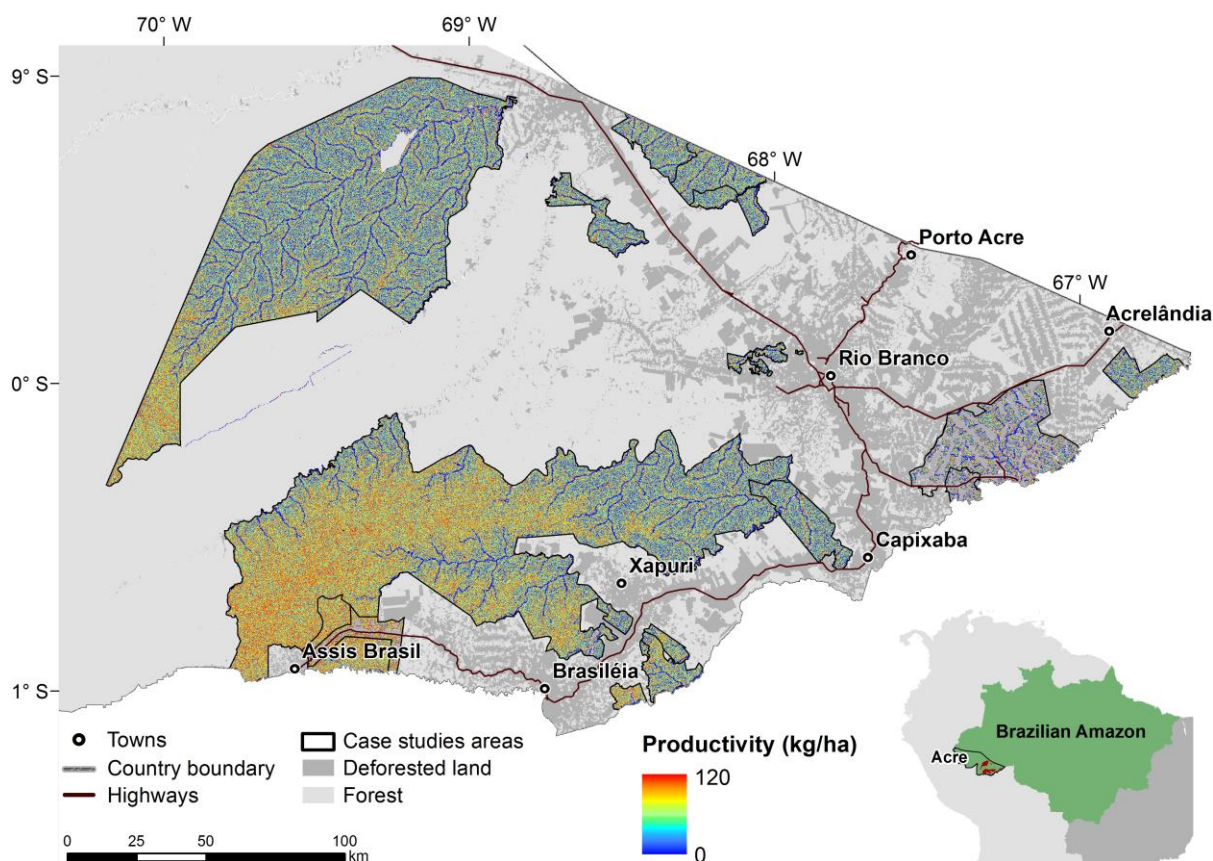 70° W
69° W
9° S
68° W
Porto Acre
67° W
Acrelândia
Rio Branco
0° S
Capixaba
Xapuri
Assis Brasil
Brasiléia
1° S
Towns
Country boundary
Highways
Case studies areas
Deforested land
Forest
0 25 50 100
km
Productivity (kg/ha)
120
0
Brazilian Amazon
Acre